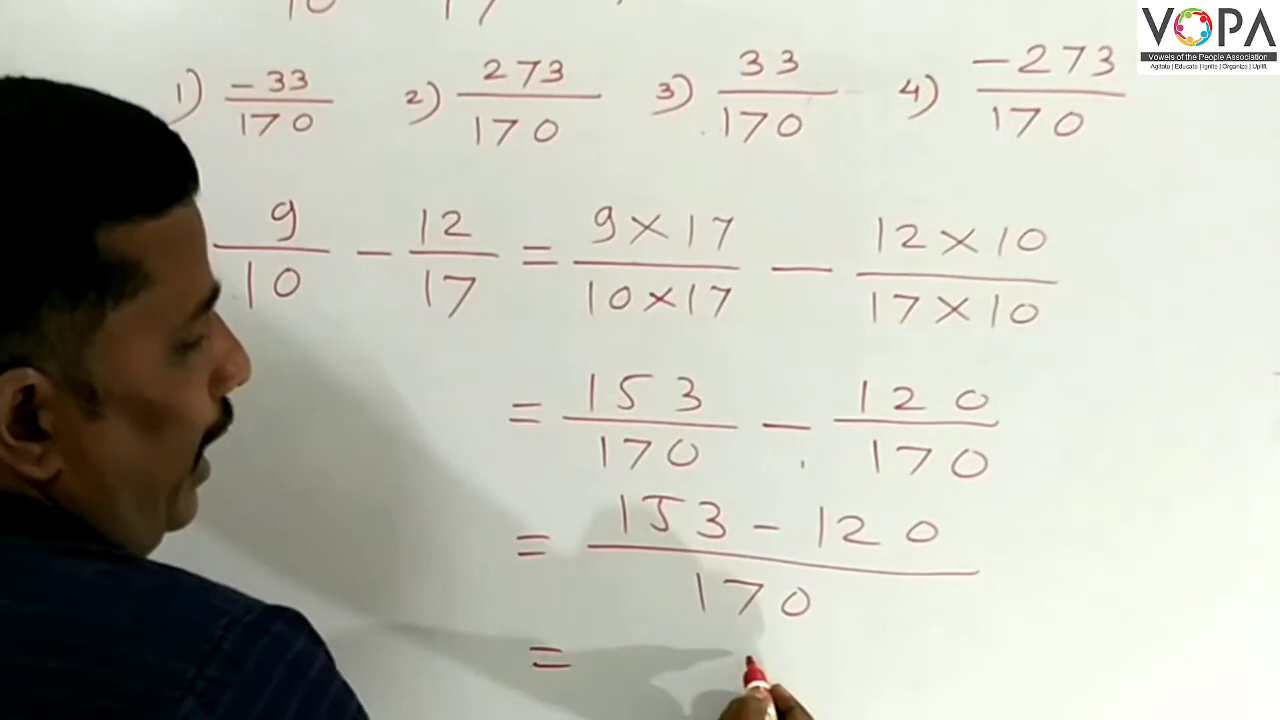 10 17
VOPA
Vowels of the People Association
Agitate | Educate | Ignite | Organize | Uplift
1) -33/170 2) 273/170 3) 33/170 4) -273/170
9/10 - 12/17 = 9×17/10×17 - 12×10/17×10
= 153/170 - 120/170
= 153-120/170
=